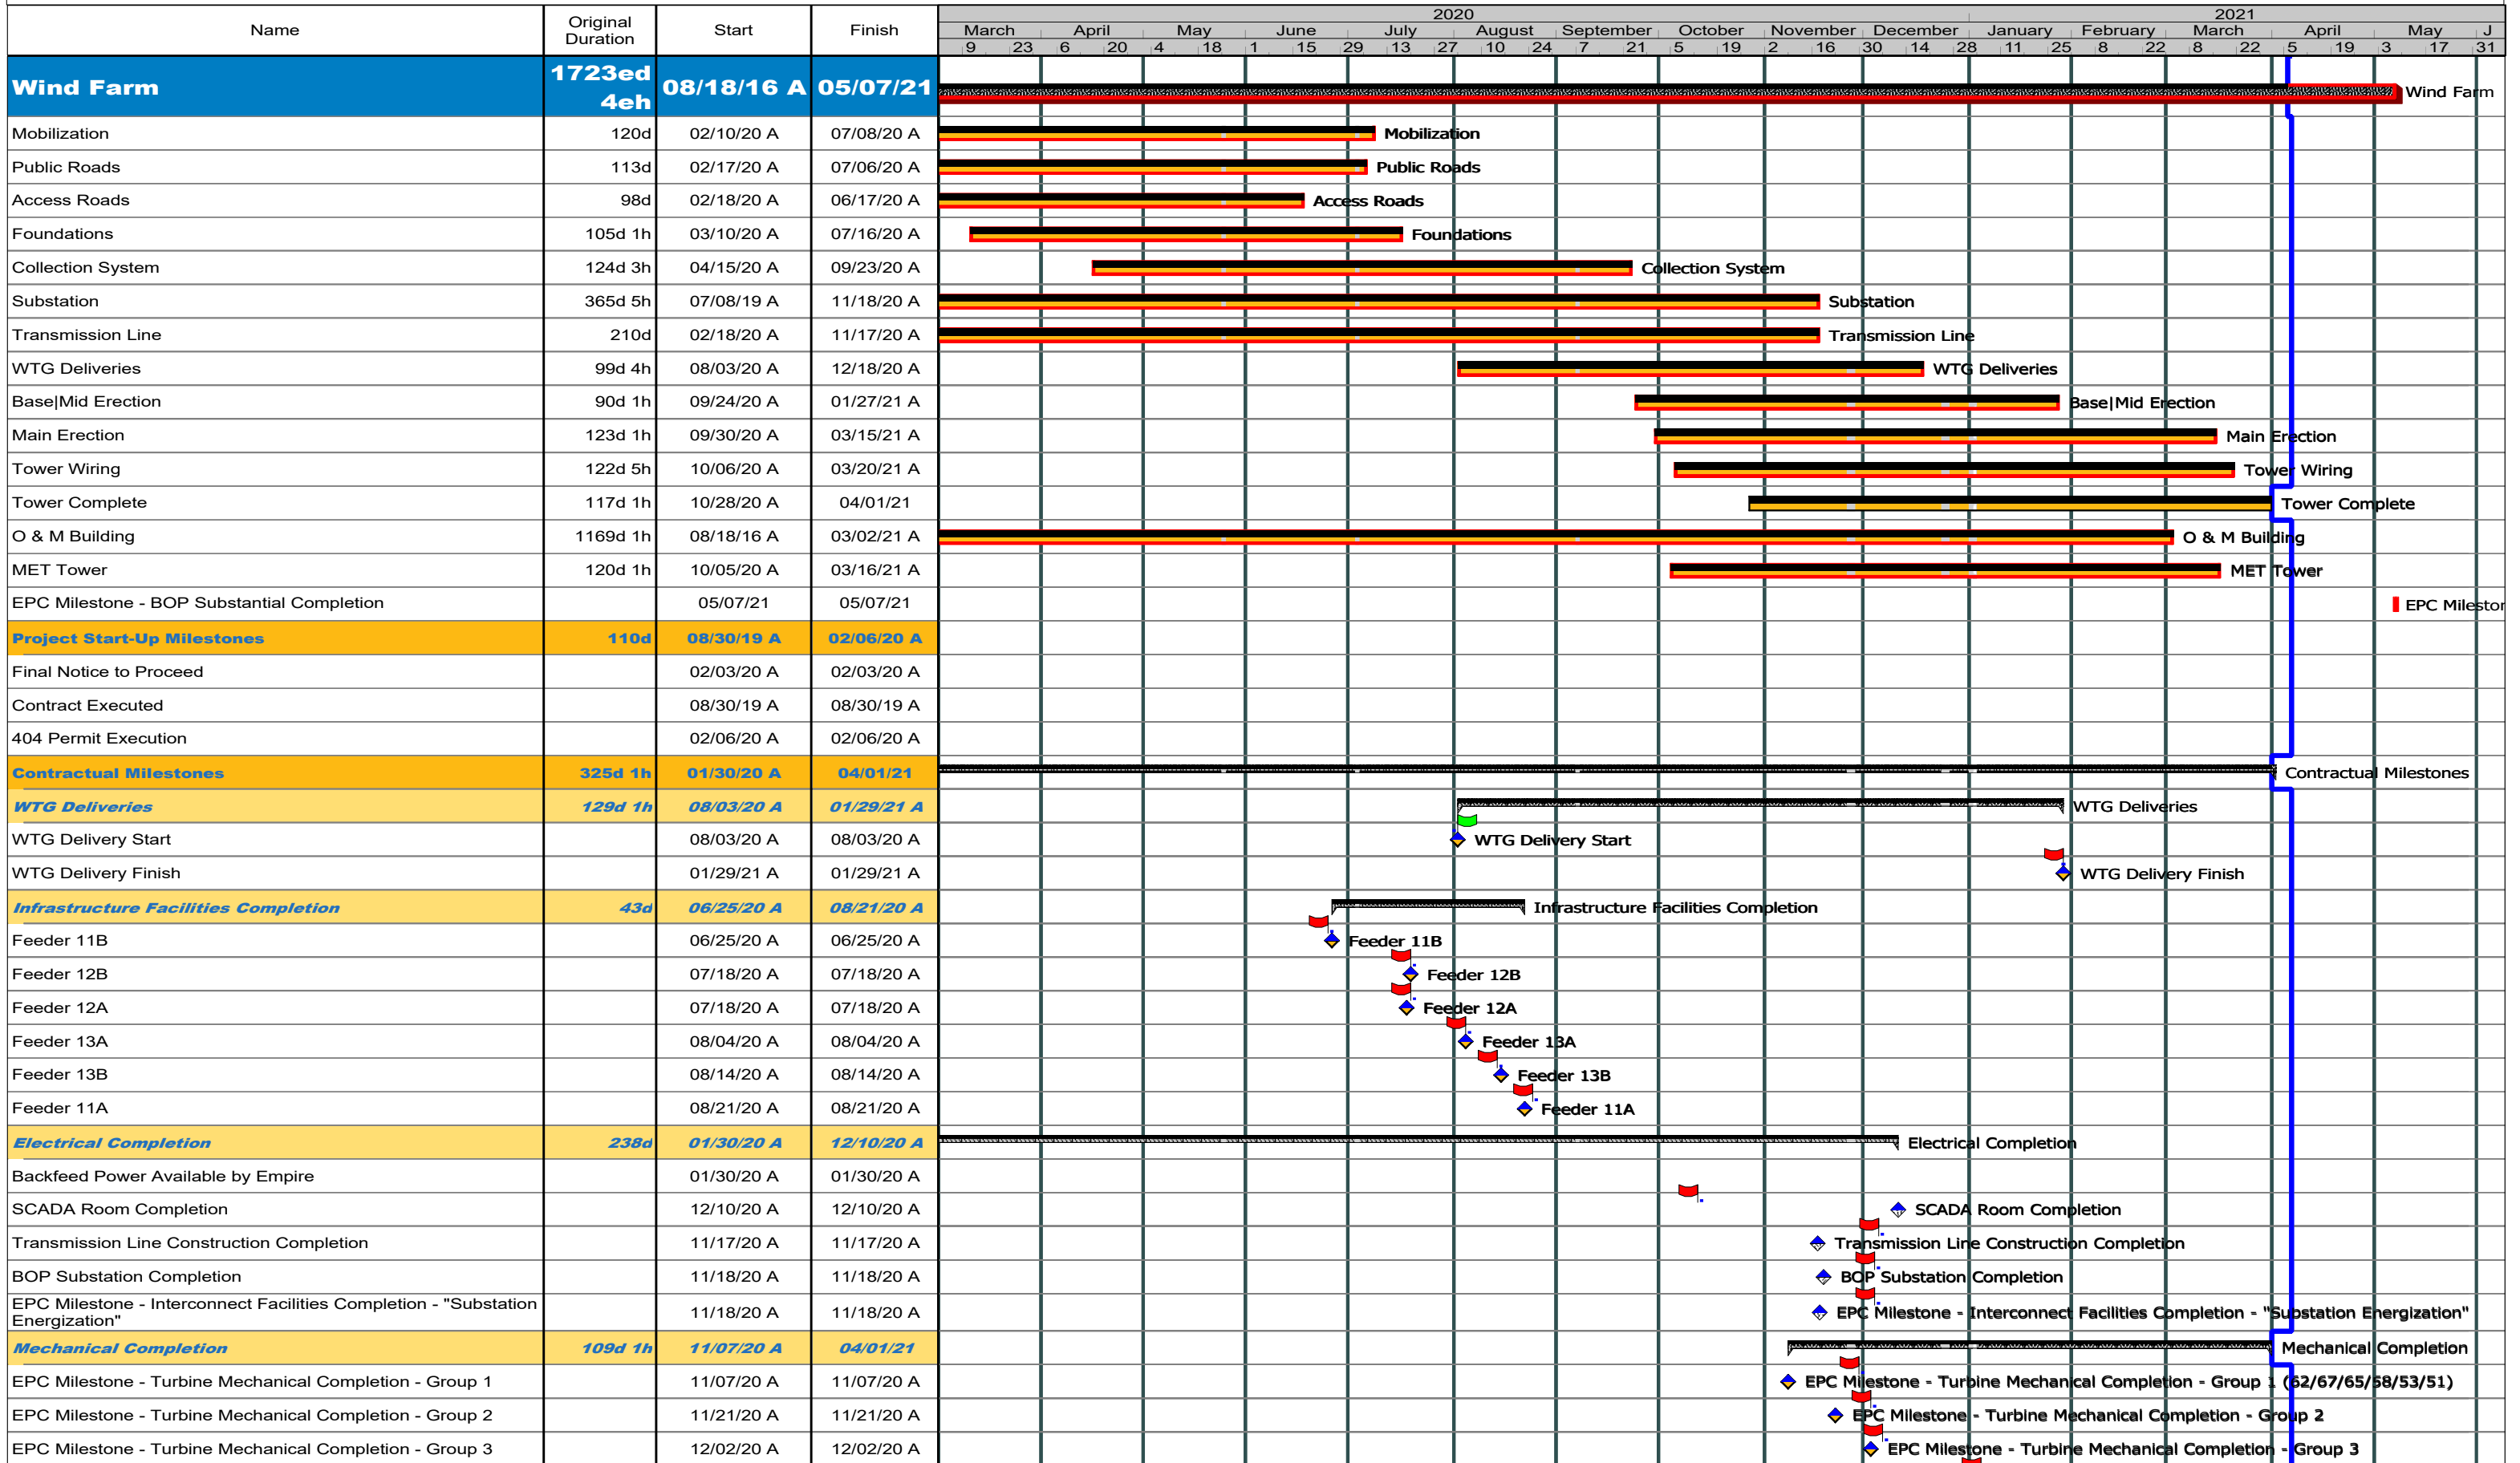 Name Original Duration Start Finish
2020 2021
March April May June July August September October November December January February March April May J
9 23 6 20 4 18 1 15 29 13 27 10 24 7 21 5 19 2 16 30 14 28 11 25 8 22 8 22 5 19 3 17 31
Wind Farm 1723ed 4eh 08/18/16 A 05/07/21 Wind Farm
Mobilization 120d 02/10/20 A 07/08/20 A Mobilization
Public Roads 113d 02/17/20 A 07/06/20 A Public Roads
Access Roads 98d 02/18/20 A 06/17/20 A Access Roads
Foundations 105d 1h 03/10/20 A 07/16/20 A Foundations
Collection System 124d 3h 04/15/20 A 09/23/20 A Collection System
Substation 365d 5h 07/08/19 A 11/18/20 A Substation
Transmission Line 210d 02/18/20 A 11/17/20 A Transmission Line
WTG Deliveries 99d 4h 08/03/20 A 12/18/20 A WTG Deliveries
Base|Mid Erection 90d 1h 09/24/20 A 01/27/21 A Base|Mid Erection
Main Erection 123d 1h 09/30/20 A 03/15/21 A Main Erection
Tower Wiring 122d 5h 10/06/20 A 03/20/21 A Tower Wiring
Tower Complete 117d 1h 10/28/20 A 04/01/21 Tower Complete
O & M Building 1169d 1h 08/18/16 A 03/02/21 A O & M Building
MET Tower 120d 1h 10/05/20 A 03/16/21 A MET Tower
EPC Milestone - BOP Substantial Completion 05/07/21 05/07/21 EPC Milestor
Project Start-Up Milestones 110d 08/30/19 A 02/06/20 A
Final Notice to Proceed 02/03/20 A 02/03/20 A
Contract Executed 08/30/19 A 08/30/19 A
404 Permit Execution 02/06/20 A 02/06/20 A
Contractual Milestones 325d 1h 01/30/20 A 04/01/21 Contractual Milestones
WTG Deliveries 129d 1h 08/03/20 A 01/29/21 A WTG Deliveries
WTG Delivery Start 08/03/20 A 08/03/20 A WTG Delivery Start
WTG Delivery Finish 01/29/21 A 01/29/21 A WTG Delivery Finish
Infrastructure Facilities Completion 43d 06/25/20 A 08/21/20 A Infrastructure Facilities Completion
Feeder 11B 06/25/20 A 06/25/20 A Feeder 11B
Feeder 12B 07/18/20 A 07/18/20 A Feeder 12B
Feeder 12A 07/18/20 A 07/18/20 A Feeder 12A
Feeder 13A 08/04/20 A 08/04/20 A Feeder 13A
Feeder 13B 08/14/20 A 08/14/20 A Feeder 13B
Feeder 11A 08/21/20 A 08/21/20 A Feeder 11A
Electrical Completion 238d 01/30/20 A 12/10/20 A Electrical Completion
Backfeed Power Available by Empire 01/30/20 A 01/30/20 A
SCADA Room Completion 12/10/20 A 12/10/20 A SCADA Room Completion
Transmission Line Construction Completion 11/17/20 A 11/17/20 A Transmission Line Construction Completion
BOP Substation Completion 11/18/20 A 11/18/20 A BOP Substation Completion
EPC Milestone - Interconnect Facilities Completion - "Substation
Energization" 11/18/20 A 11/18/20 A EPC Milestone - Interconnect Facilities Completion - "Substation Energization"
Mechanical Completion 109d 1h 11/07/20 A 04/01/21 Mechanical Completion
EPC Milestone - Turbine Mechanical Completion - Group 1 11/07/20 A 11/07/20 A EPC Milestone - Turbine Mechanical Completion - Group 1 (62/67/65/68/53/51)
EPC Milestone - Turbine Mechanical Completion - Group 2 11/21/20 A 11/21/20 A EPC Milestone - Turbine Mechanical Completion - Group 2
EPC Milestone - Turbine Mechanical Completion - Group 3 12/02/20 A 12/02/20 A EPC Milestone - Turbine Mechanical Completion - Group 3